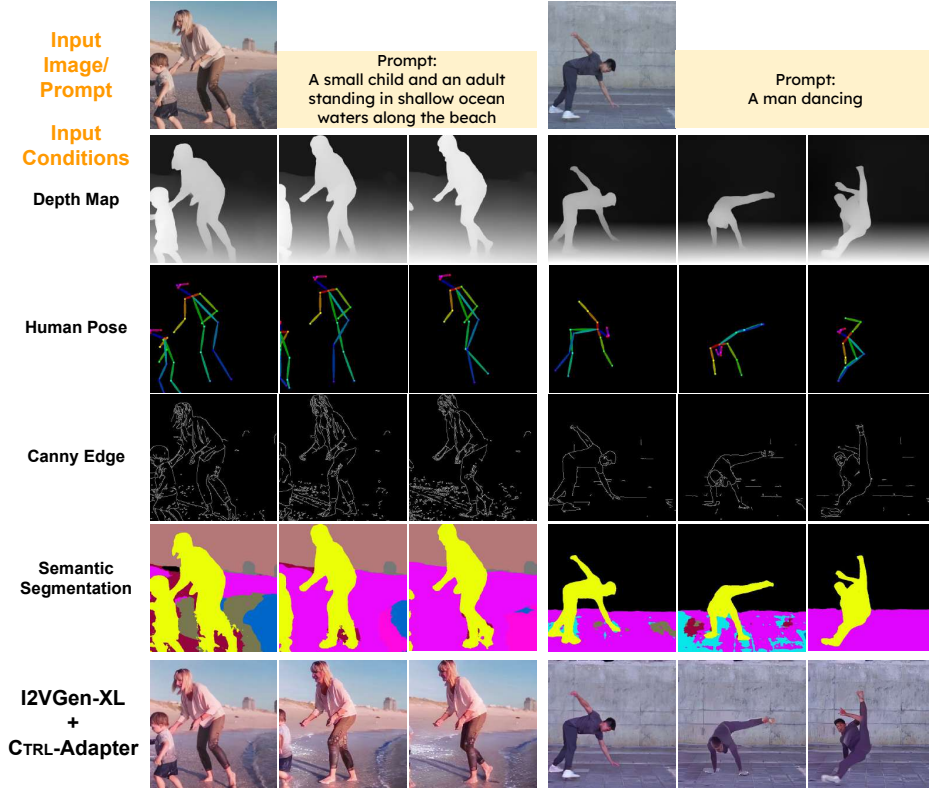 Input
Image/
Prompt
Prompt:
A small child and an adult
standing in shallow ocean
waters along the beach
Prompt:
A man dancing
Input
Conditions
Depth Map
Human Pose
Canny Edge
Semantic
Segmentation
I2VGen-XL
+
CTRL-Adapter